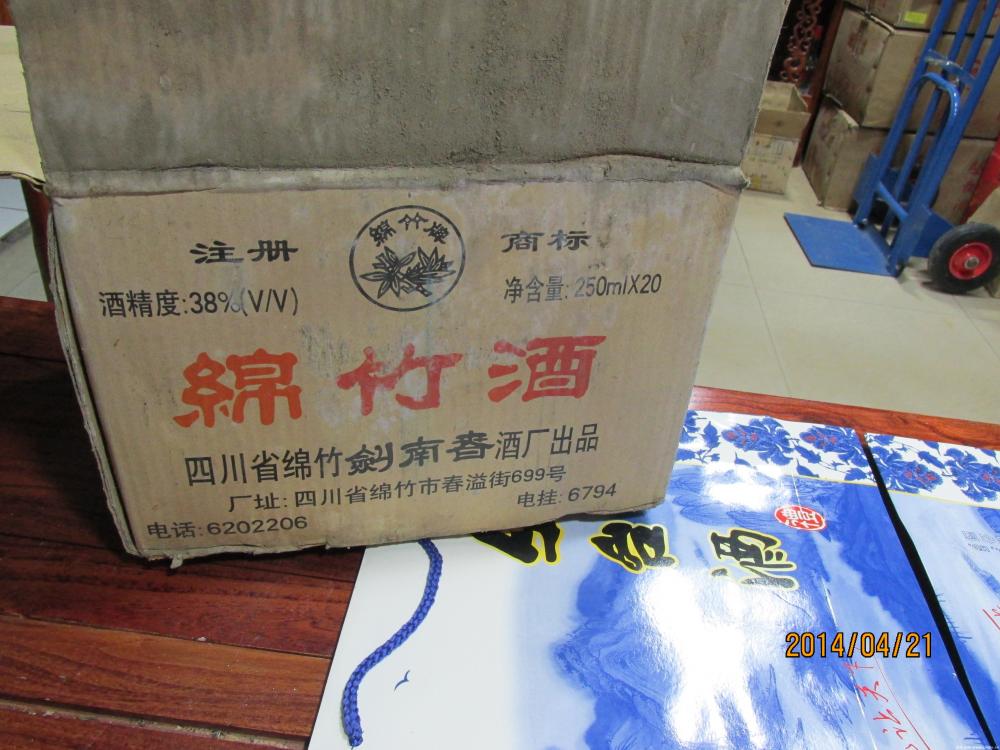 綿竹牌
注册 商标
酒精度:38%(V/V) 净含量:250mlX20
綿竹酒
四川省绵竹劍南春酒厂出品
厂址:四川省绵竹市春溢街699号
电话:6202206 电挂:6794
酒
2014/04/21